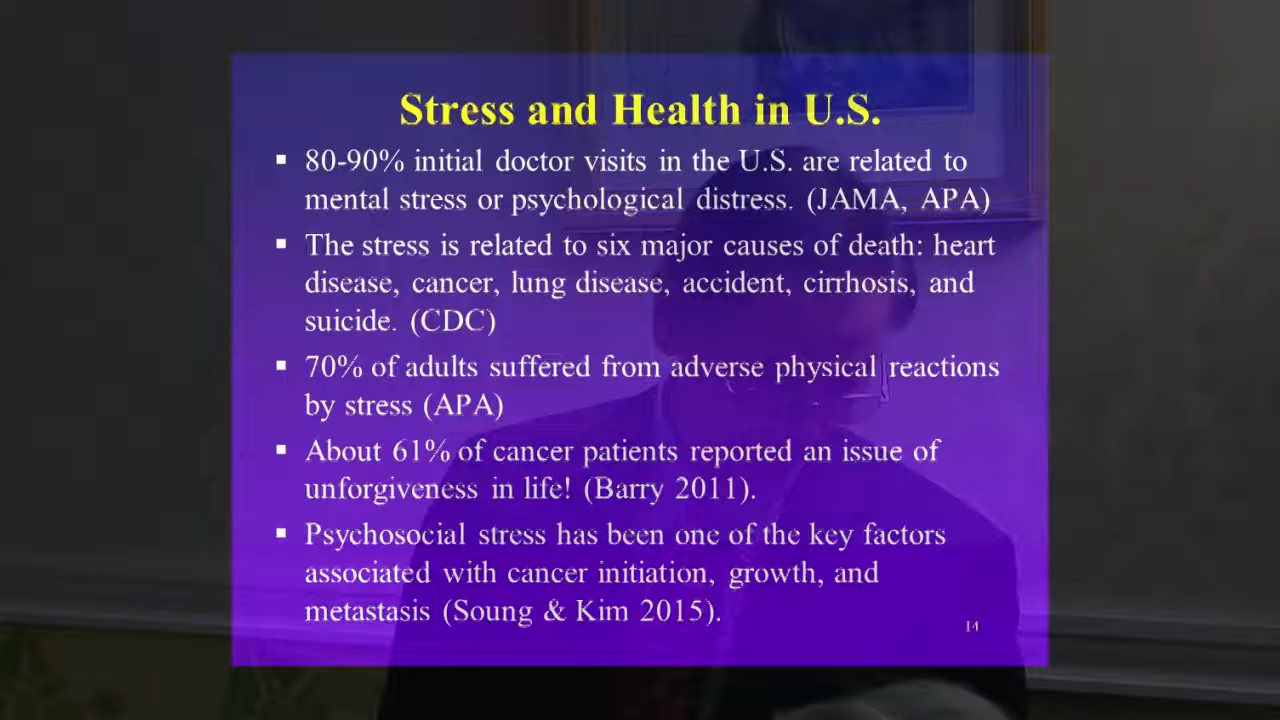 Stress and Health in U.S.
▪ 80-90% initial doctor visits in the U.S. are related to
mental stress or psychological distress. (JAMA, APA)
▪ The stress is related to six major causes of death: heart
disease, cancer, lung disease, accident, cirrhosis, and
suicide. (CDC)
▪ 70% of adults suffered from adverse physical reactions
by stress (APA)
▪ About 61% of cancer patients reported an issue of
unforgiveness in life! (Barry 2011).
▪ Psychosocial stress has been one of the key factors
associated with cancer initiation, growth, and
metastasis (Soung & Kim 2015).
14